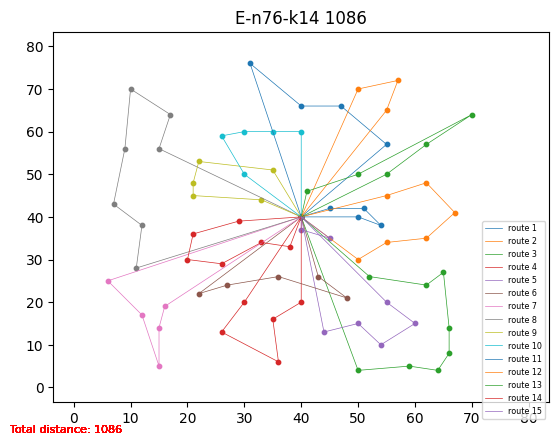 E-n76-k14 1086
80
70
60
50
40
30
20
10
0
0 10 20 30 40 50 60 70 80
route 1
route 2
route 3
route 4
route 5
route 6
route 7
route 8
route 9
route 10
route 11
route 12
route 13
route 14
route 15
Total distance: 1086